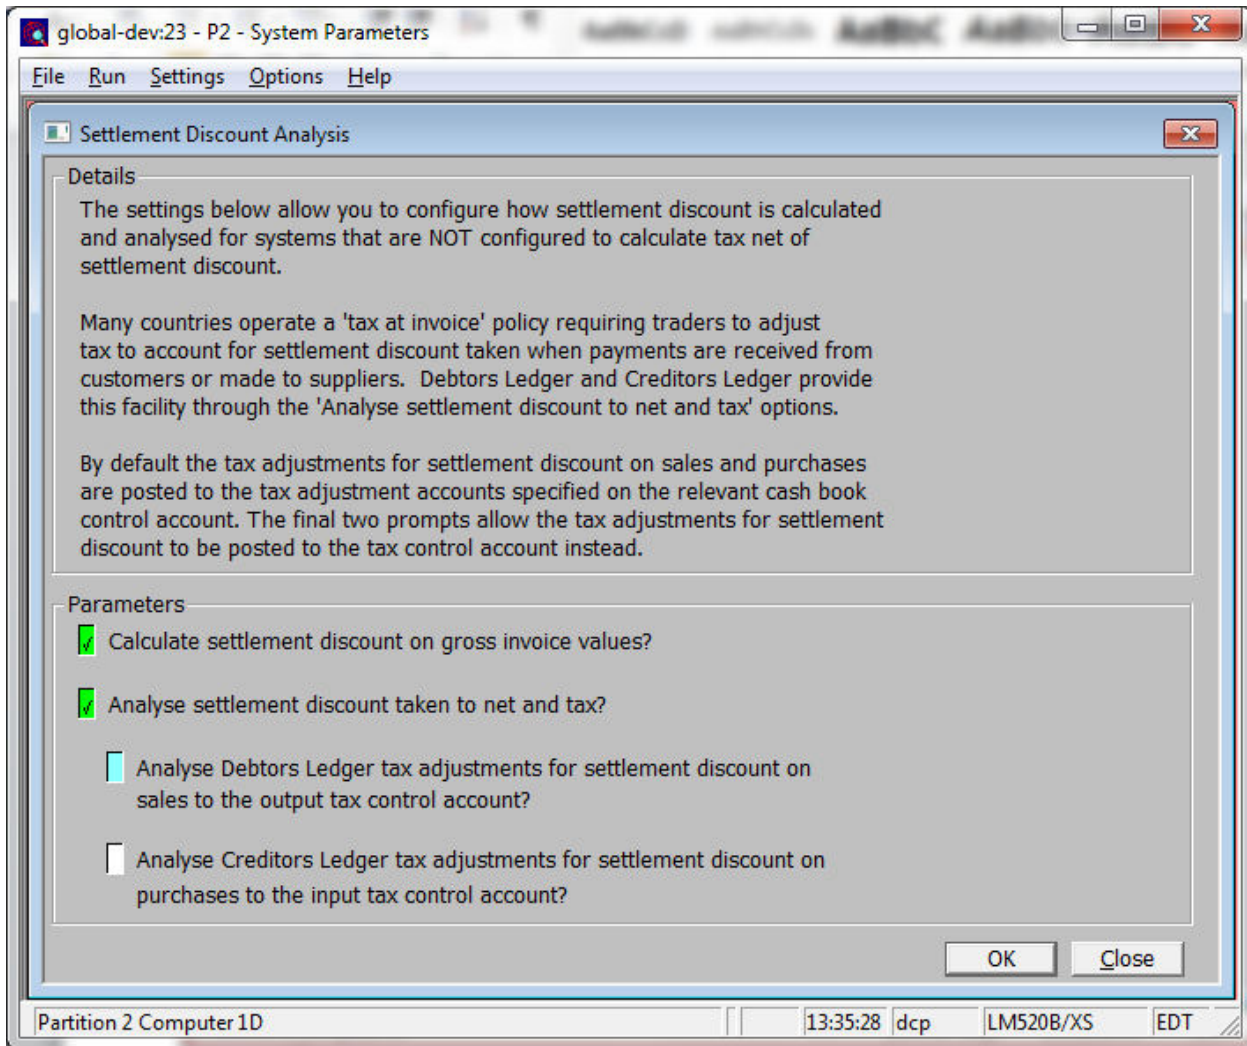 global-dev:23 - P2 - System Parameters
File Run Settings Options Help
Settlement Discount Analysis
Details
The settings below allow you to configure how settlement discount is calculated
and analysed for systems that are NOT configured to calculate tax net of
settlement discount.
Many countries operate a 'tax at invoice' policy requiring traders to adjust
tax to account for settlement discount taken when payments are received from
customers or made to suppliers. Debtors Ledger and Creditors Ledger provide
this facility through the 'Analyse settlement discount to net and tax' options.
By default the tax adjustments for settlement discount on sales and purchases
are posted to the tax adjustment accounts specified on the relevant cash book
control account. The final two prompts allow the tax adjustments for settlement
discount to be posted to the tax control account instead.
Parameters
Calculate settlement discount on gross invoice values?
Analyse settlement discount taken to net and tax?
Analyse Debtors Ledger tax adjustments for settlement discount on
sales to the output tax control account?
Analyse Creditors Ledger tax adjustments for settlement discount on
purchases to the input tax control account?
OK Close
Partition 2 Computer 1D 13:35:28 dcp LM520B/XS EDT